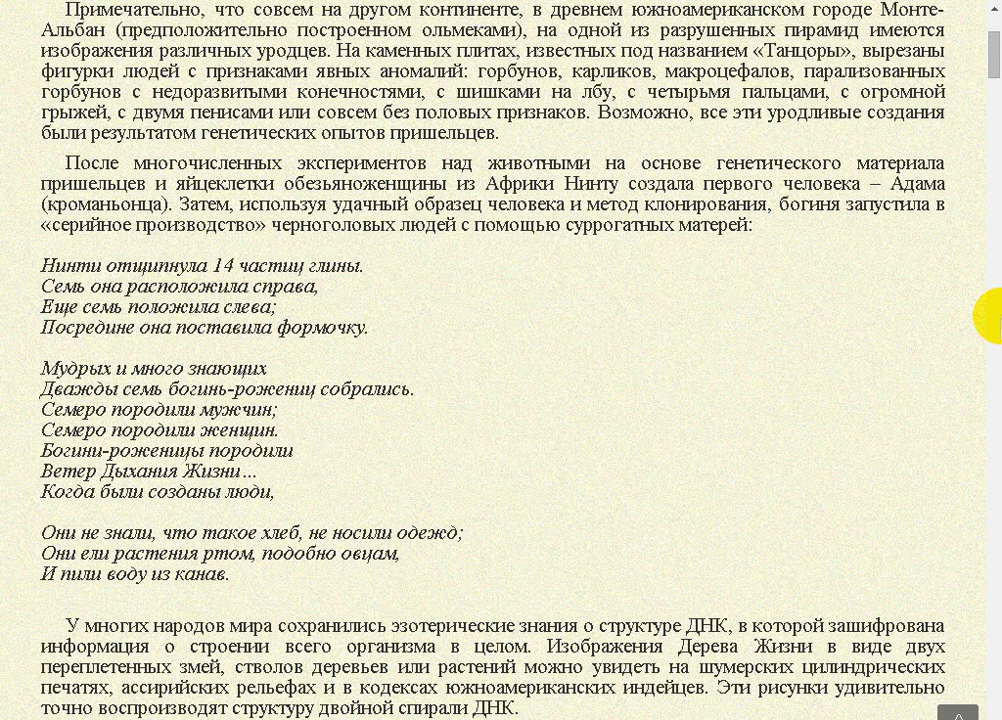 Примечательно, что совсем на другом континенте, в древнем южноамериканском городе Монте-
Альбан (предположительно построенном ольмеками), на одной из разрушенных пирамид имеются
изображения различных уродцев. На каменных плитах, известных под названием «Танцоры», вырезаны
фигурки людей с признаками явных аномалий: горбунов, карликов, макроцефалов, парализованных
горбунов с недоразвитыми конечностями, с шишками на лбу, с четырьмя пальцами, с огромной
грыжей, с двумя пенисами или совсем без половых признаков. Возможно, все эти уродливые создания
были результатом генетических опытов пришельцев.
После многочисленных экспериментов над животными на основе генетического материала
пришельцев и яйцеклетки обезьяноженщины из Африки Нинту создала первого человека – Адама
(кроманьонца). Затем, используя удачный образец человека и метод клонирования, богиня запустила в
«серийное производство» черноголовых людей с помощью суррогатных матерей:
Нинти отщипнула 14 частиц глины.
Семь она расположила справа,
Еще семь положила слева;
Посредине она поставила формочку.
Мудрых и много знающих
Дважды семь богинь-рожениц собрались.
Семеро породили мужчин;
Семеро породили женщин.
Богини-роженицы породили
Ветер Дыхания Жизни...
Когда были созданы люди,
Они не знали, что такое хлеб, не носили одежд;
Они ели растения ртом, подобно овцам,
И пили воду из канав.
У многих народов мира сохранились эзотерические знания о структуре ДНК, в которой зашифрована
информация о строении всего организма в целом. Изображения Дерева Жизни в виде двух
переплетенных змей, стволов деревьев или растений можно увидеть на шумерских цилиндрических
печатях, ассирийских рельефах и в кодексах южноамериканских индейцев. Эти рисунки удивительно
точно воспроизводят структуру двойной спирали ДНК.